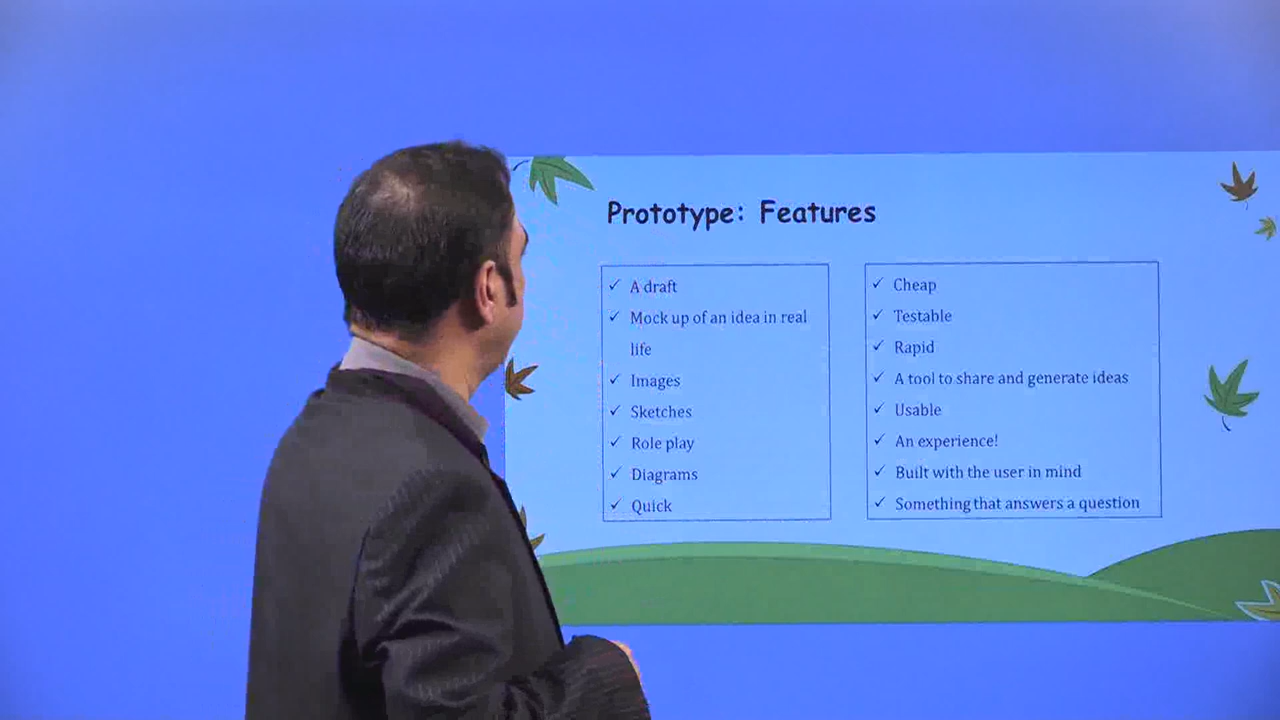 Prototype: Features
✓ A draft
✓ Mock up of an idea in real
life
✓ Images
✓ Sketches
✓ Role play
✓ Diagrams
✓ Quick
✓ Cheap
✓ Testable
✓ Rapid
✓ A tool to share and generate ideas
✓ Usable
✓ An experience!
✓ Built with the user in mind
✓ Something that answers a question